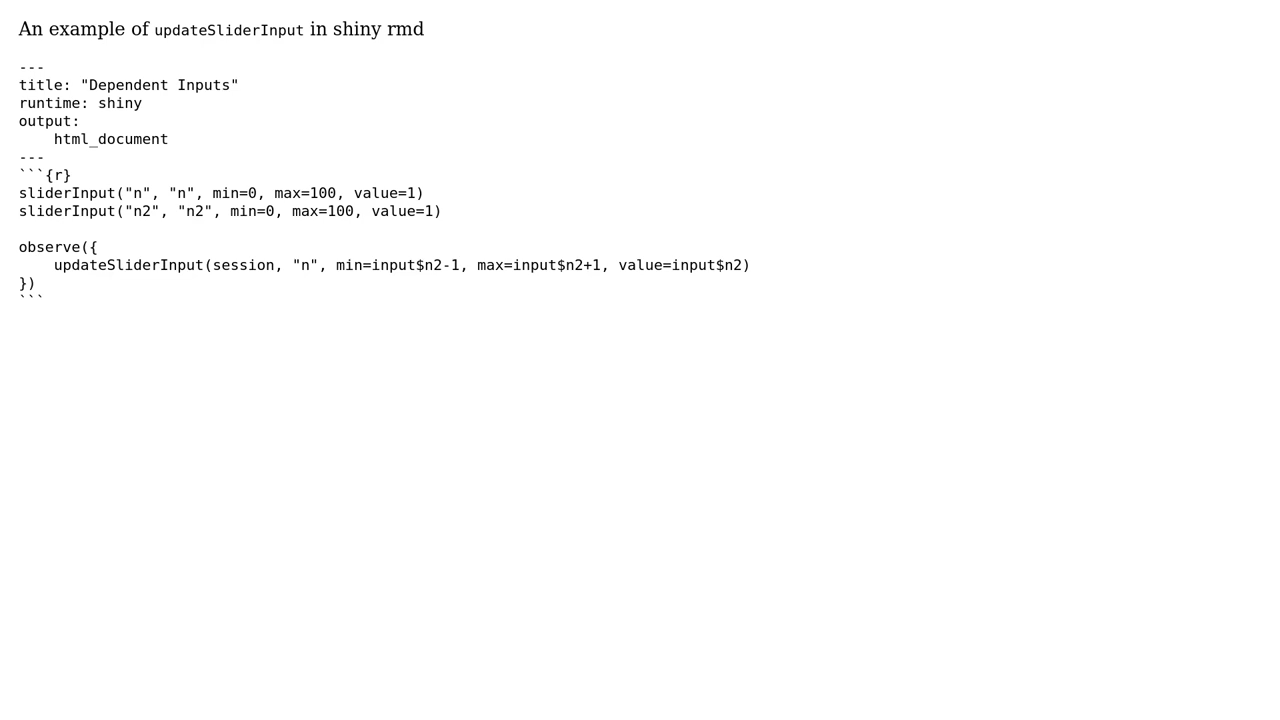 An example of updateSliderInput in shiny rmd
---
title: "Dependent Inputs"
runtime: shiny
output:
    html_document
---
```{r}
sliderInput("n", "n", min=0, max=100, value=1)
sliderInput("n2", "n2", min=0, max=100, value=1)

observe({
    updateSliderInput(session, "n", min=input$n2-1, max=input$n2+1, value=input$n2)
})
```